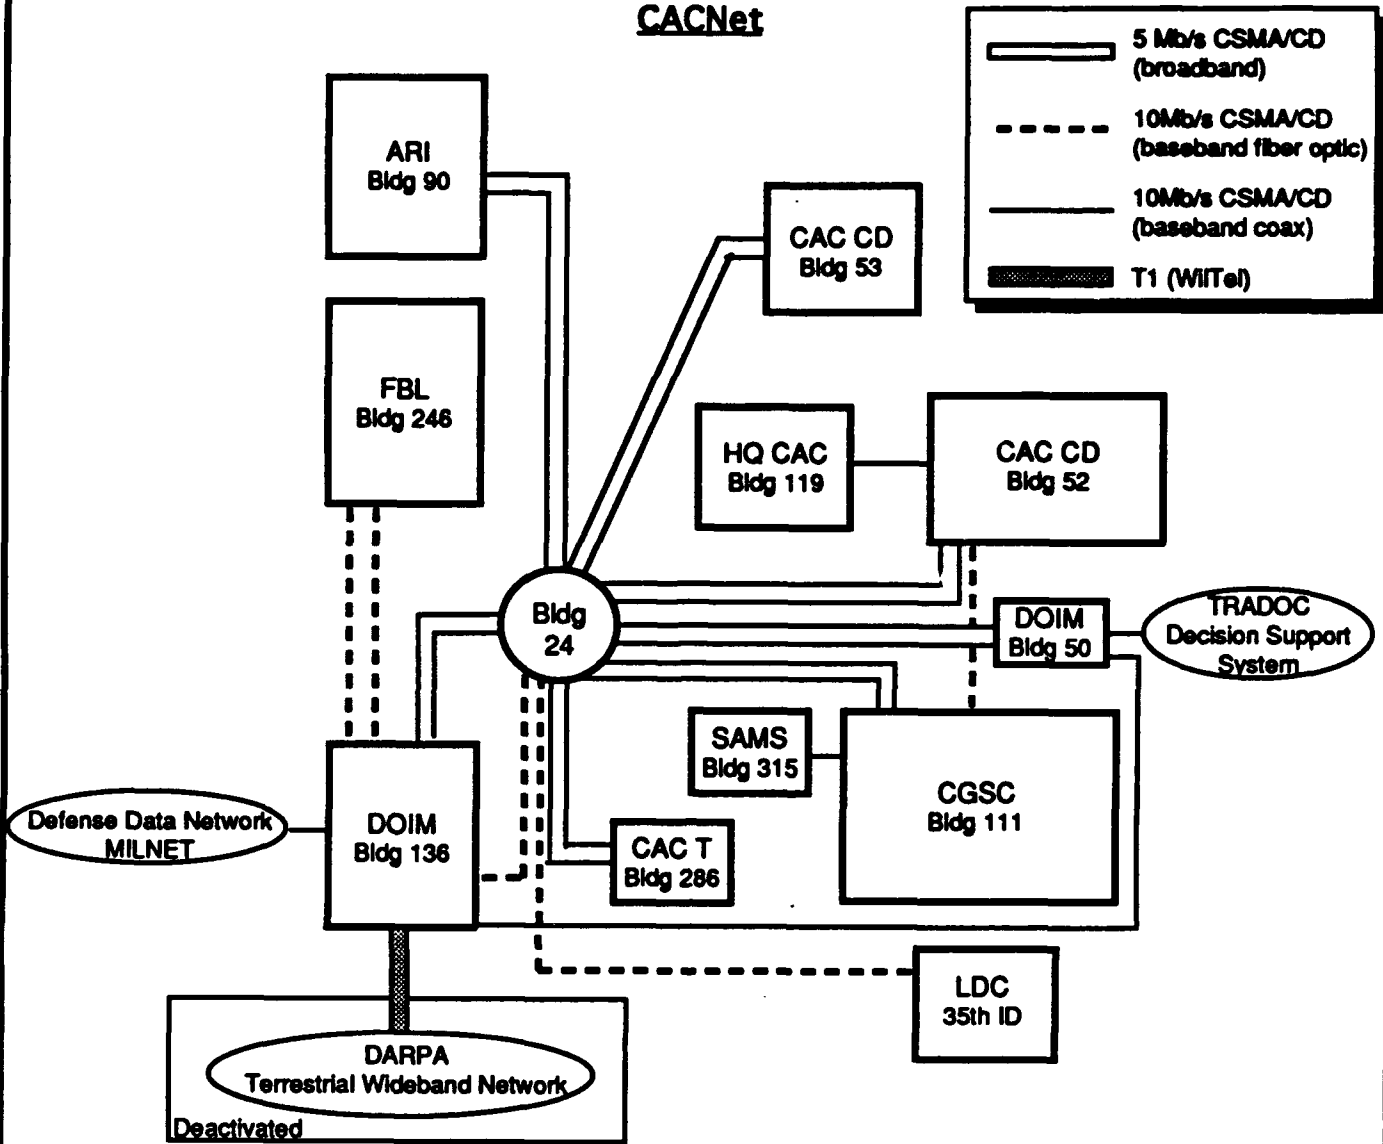 CACNet
5 Mb/s CSMA/CD
(broadband)
10Mb/s CSMA/CD
(baseband fiber optic)
10Mb/s CSMA/CD
(baseband coax)
T1 (WilTel)
ARI
Bldg 90
CAC CD
Bldg 53
FBL
Bldg 246
HQ CAC
Bldg 119
CAC CD
Bldg 52
Bldg
24
DOIM
Bldg 50
TRADOC
Decision Support
System
SAMS
Bldg 315
CGSC
Bldg 111
Defense Data Network
MILNET
DOIM
Bldg 136
CAC T
Bldg 286
LDC
35th ID
DARPA
Terrestrial Wideband Network
Deactivated